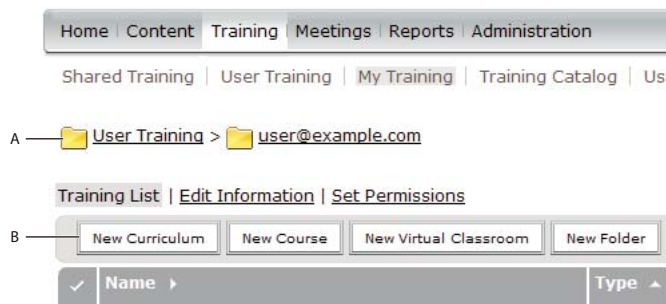 Home Content Training Meetings Reports Administration
Shared Training User Training My Training Training Catalog Us
A User Training > user@example.com
Training List | Edit Information | Set Permissions
B New Curriculum New Course New Virtual Classroom New Folder
Name Type